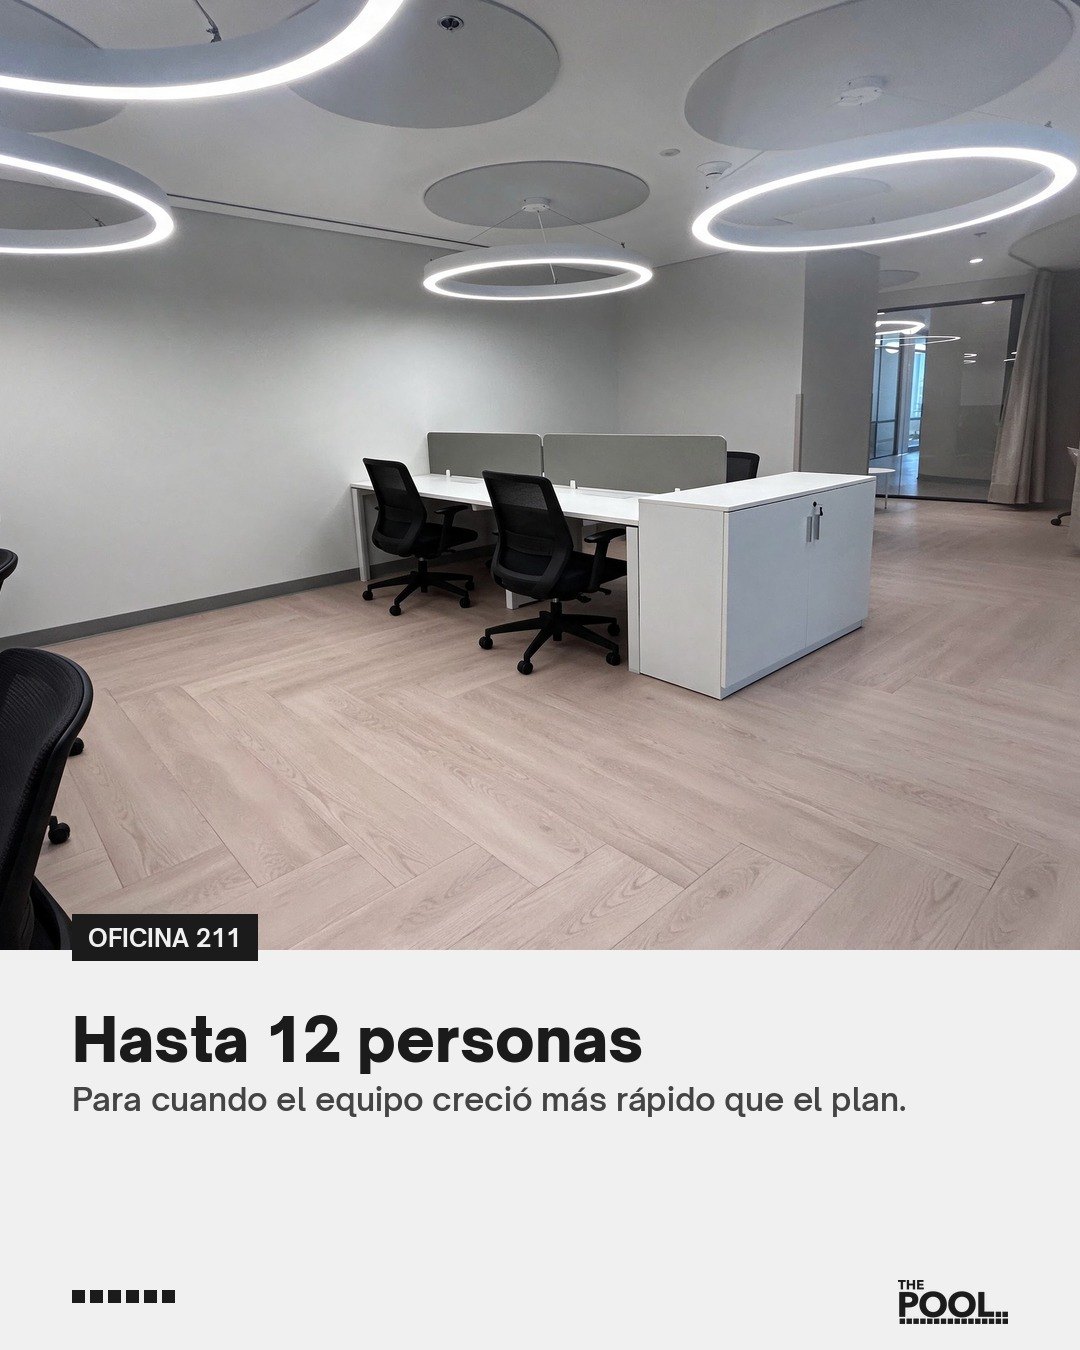 OFICINA 211
Hasta 12 personas
Para cuando el equipo creció más rápido que el plan.
THE
POOL